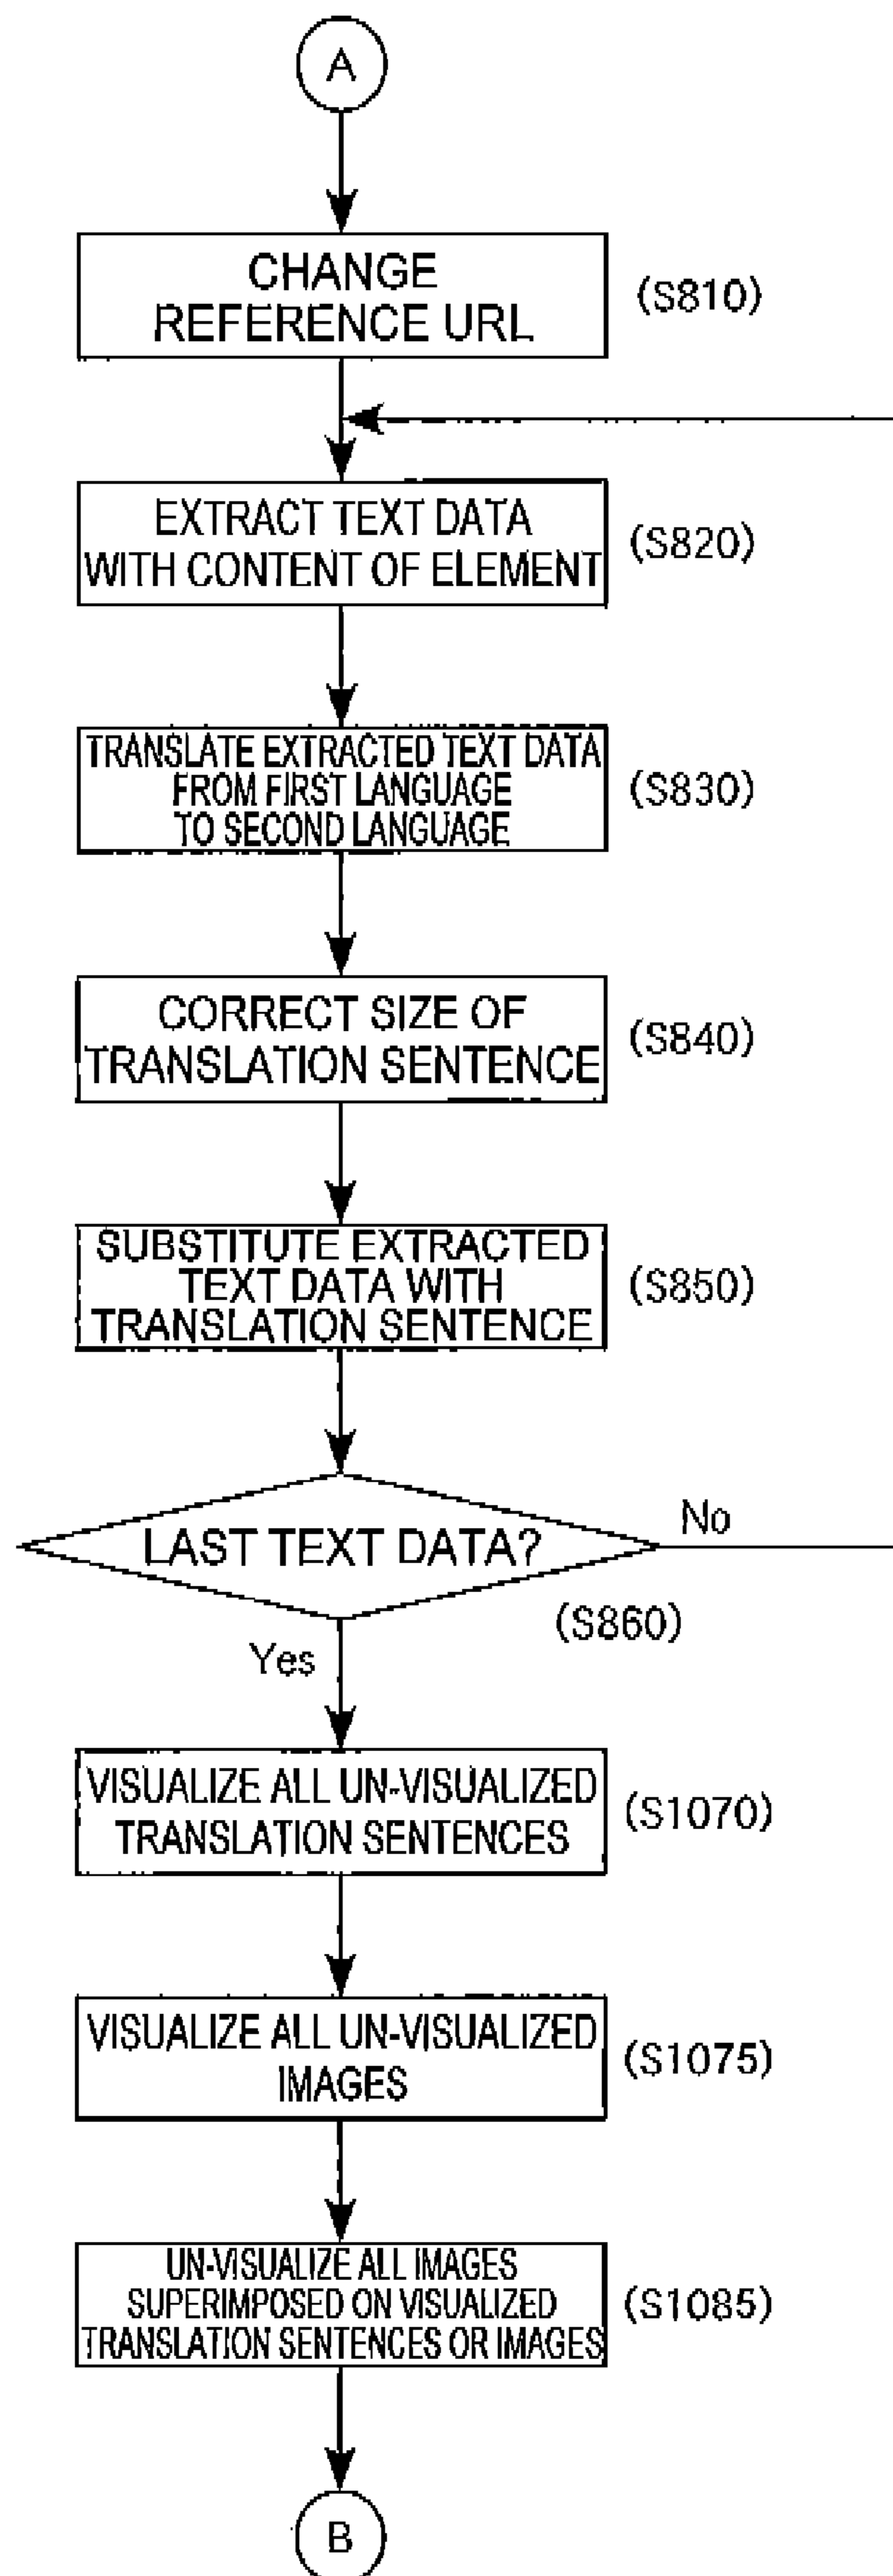 A
CHANGE
REFERENCE URL
(S810)
EXTRACT TEXT DATA
WITH CONTENT OF ELEMENT
(S820)
TRANSLATE EXTRACTED TEXT DATA
FROM FIRST LANGUAGE
TO SECOND LANGUAGE
(S830)
CORRECT SIZE OF
TRANSLATION SENTENCE
(S840)
SUBSTITUTE EXTRACTED
TEXT DATA WITH
TRANSLATION SENTENCE
(S850)
LAST TEXT DATA?
No
(S860)
Yes
VISUALIZE ALL UN-VISUALIZED
TRANSLATION SENTENCES
(S1070)
VISUALIZE ALL UN-VISUALIZED
IMAGES
(S1075)
UN-VISUALIZE ALL IMAGES
SUPERIMPOSED ON VISUALIZED
TRANSLATION SENTENCES OR IMAGES
(S1085)
B